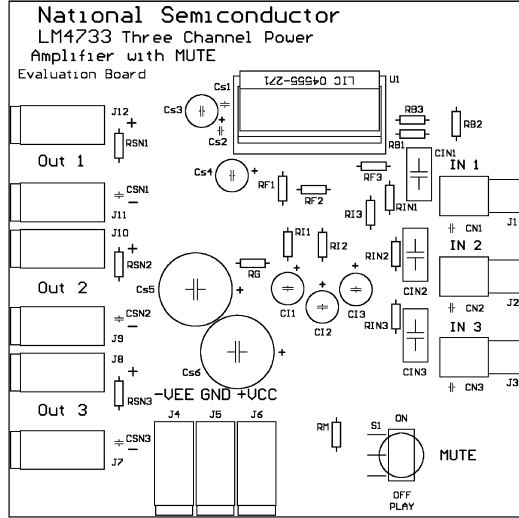 National Semiconductor
LM4733 Three Channel Power
Amplifier with MUTE
Evaluation Board
Cs1
LIC 04555-271
U1
Cs3
+
Cs2
J12
+
RSN1
RB3
RB2
RB1
Out 1
CIN1
IN 1
Cs4
+
RF3
RF1
RF2
CSN1
-
RI3
RIN1
J11
J1
CN1
J10
+
RI1
RI2
IN 2
RIN2
RSN2
RG
+
+
Out 2
Cs5
+
CI1
CI3
CIN2
J2
CN2
CI2
CSN2
-
RIN3
IN 3
J9
J8
+
Cs6
+
CIN3
J3
CN3
RSN3
-VEE GND +VCC
Out 3
J4
J5
J6
RM
S1
ON
CSN3
-
J7
MUTE
OFF
PLAY